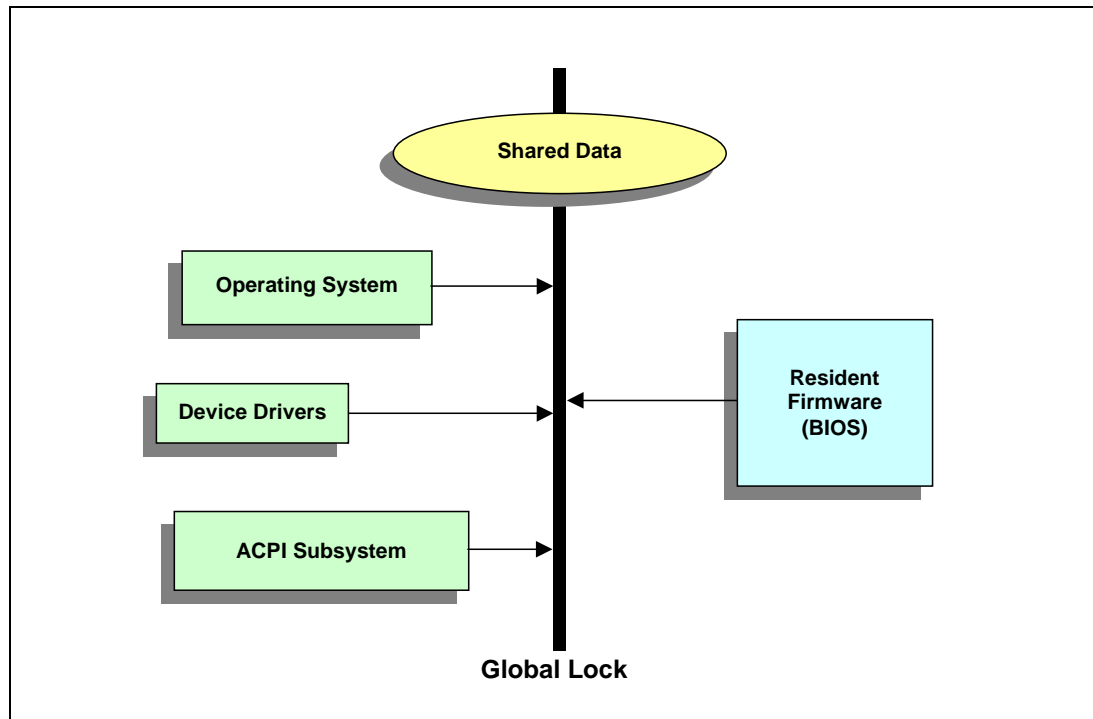 Shared Data
Operating System
Device Drivers
Resident
Firmware
(BIOS)
ACPI Subsystem
Global Lock